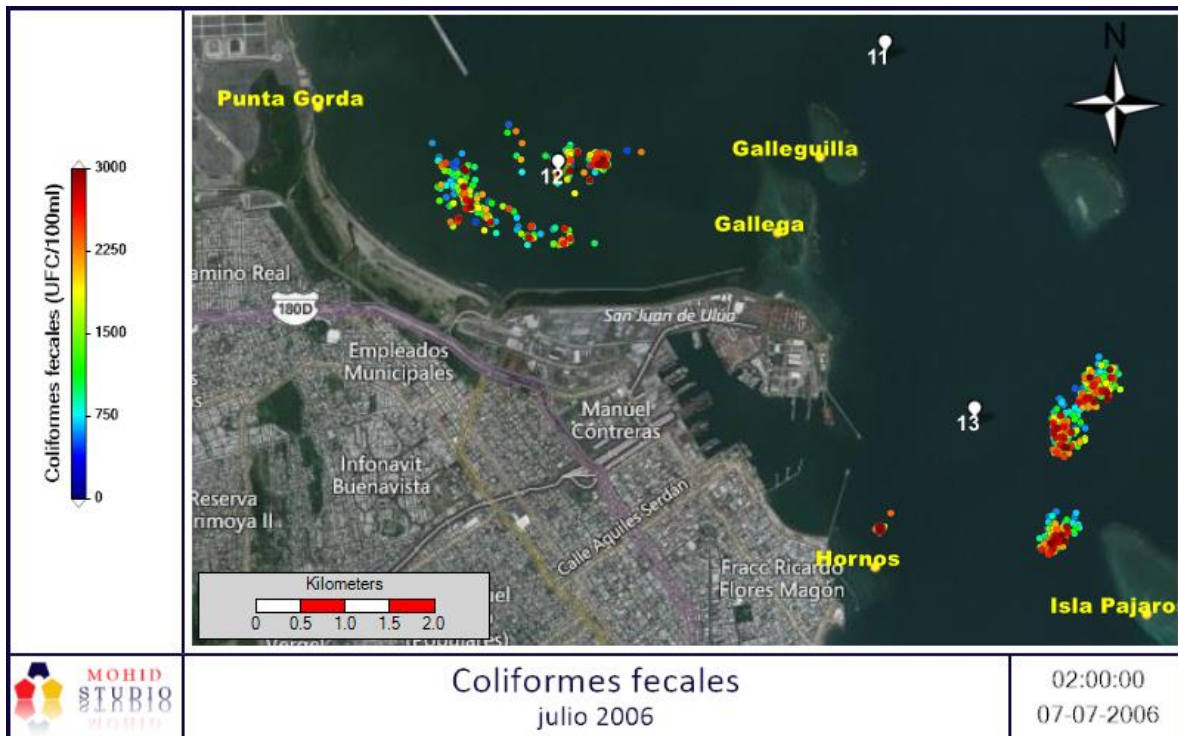 Coliformes fecales (UFC/100ml)
3000
2250
1500
750
0
N
11
Punta Gorda
Galleguilla
12
Gallega
amino Real
180D
San Juan de Ulúa
Empleados
Municipales
Manuel
Contreras
13
Infonavit
Buenavista
Reserva
rimoya II
Calle Aquiles Serdán
Hornos
Fracc Ricardo
Flores Magón
Isla Pajaros
Kilometers
0 0.5 1.0 1.5 2.0
MOHID
STUDIO
Coliformes fecales
julio 2006
02:00:00
07-07-2006